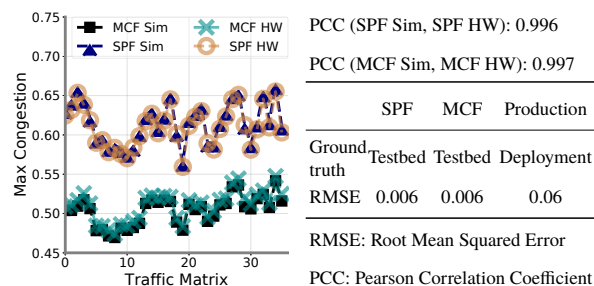 0.75
0.70
0.65
0.60
0.55
0.50
0.45
Max Congestion
MCF Sim
MCF HW
SPF Sim
SPF HW
0
10
20
30
Traffic Matrix
PCC (SPF Sim, SPF HW): 0.996
PCC (MCF Sim, MCF HW): 0.997
SPF MCF Production
Ground truth Testbed Testbed Deployment
RMSE 0.006 0.006 0.06
RMSE: Root Mean Squared Error
PCC: Pearson Correlation Coefficient